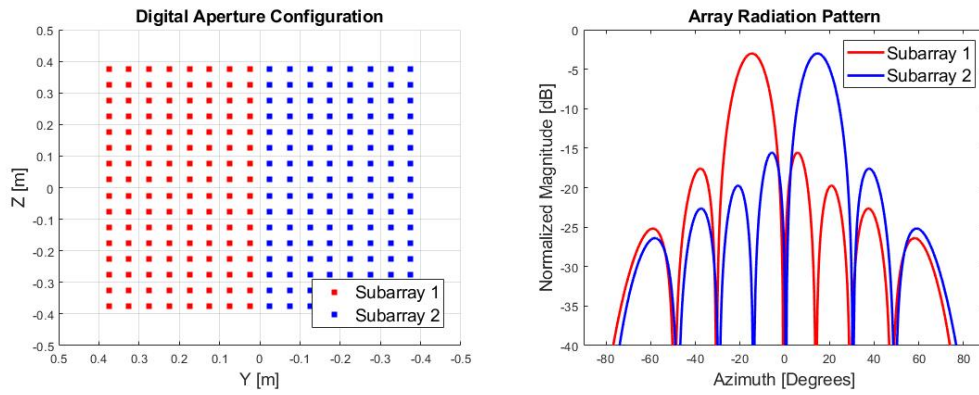 Digital Aperture Configuration
0.5
0.4
0.3
0.2
0.1
0
-0.1
-0.2
-0.3
-0.4
-0.5
Z [m]
0.5 0.4 0.3 0.2 0.1 0 -0.1 -0.2 -0.3 -0.4 -0.5
Y [m]
Subarray 1
Subarray 2
Array Radiation Pattern
0
-5
-10
-15
-20
-25
-30
-35
-40
Normalized Magnitude [dB]
-80 -60 -40 -20 0 20 40 60 80
Azimuth [Degrees]
Subarray 1
Subarray 2